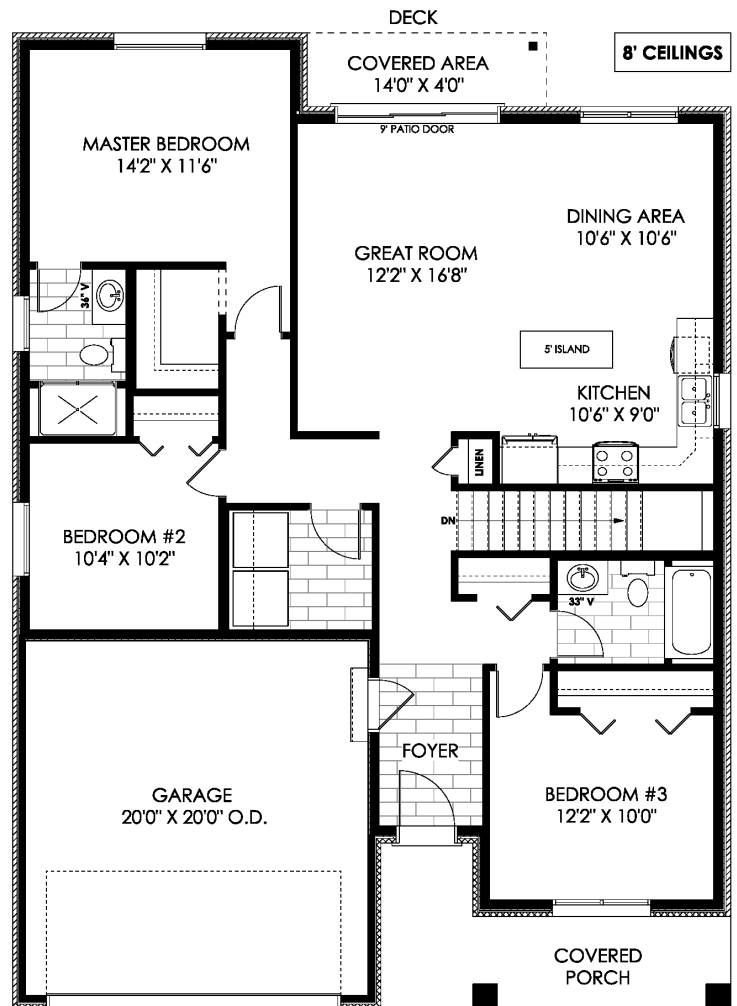 DECK
8' CEILINGS
COVERED AREA
14'0" X 4'0"
9' PATIO DOOR
MASTER BEDROOM
14'2" X 11'6"
DINING AREA
10'6" X 10'6"
GREAT ROOM
12'2" X 16'8"
36" V
5' ISLAND
KITCHEN
10'6" X 9'0"
LINEN
DN
BEDROOM #2
10'4" X 10'2"
33" V
FOYER
GARAGE
20'0" X 20'0" O.D.
BEDROOM #3
12'2" X 10'0"
COVERED
PORCH